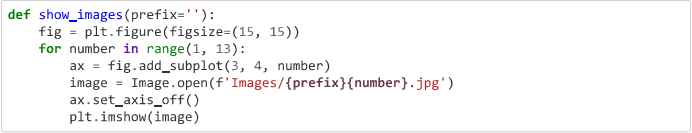 def show_images(prefix=''):
    fig = plt.figure(figsize=(15, 15))
    for number in range(1, 13):
        ax = fig.add_subplot(3, 4, number)
        image = Image.open(f'Images/{prefix}{number}.jpg')
        ax.set_axis_off()
        plt.imshow(image)